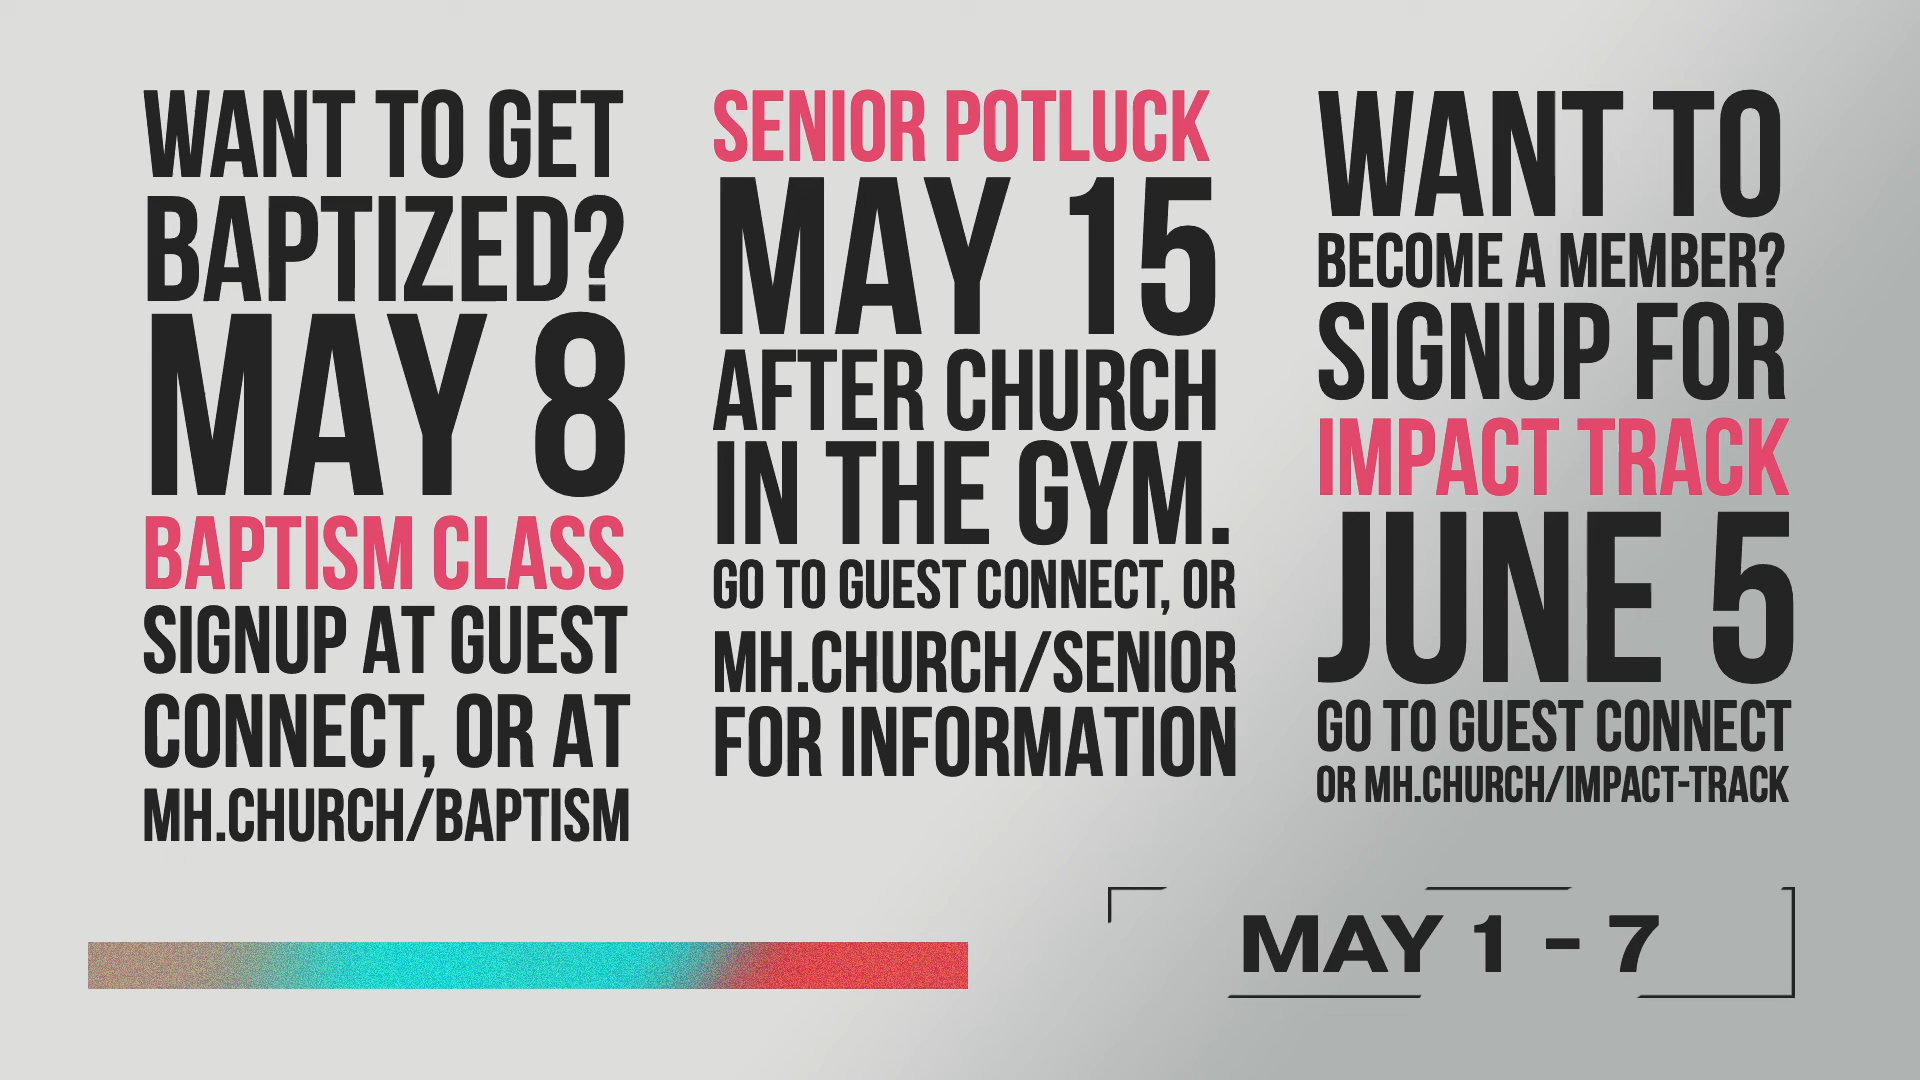 WANT TO GET
BAPTIZED?
MAY 8
BAPTISM CLASS
SIGNUP AT GUEST
CONNECT, OR AT
MH.CHURCH/BAPTISM
SENIOR POTLUCK
MAY 15
AFTER CHURCH
IN THE GYM.
GO TO GUEST CONNECT, OR
MH.CHURCH/SENIOR
FOR INFORMATION
WANT TO
BECOME A MEMBER?
SIGNUP FOR
IMPACT TRACK
JUNE 5
GO TO GUEST CONNECT
OR MH.CHURCH/IMPACT-TRACK
MAY 1 - 7